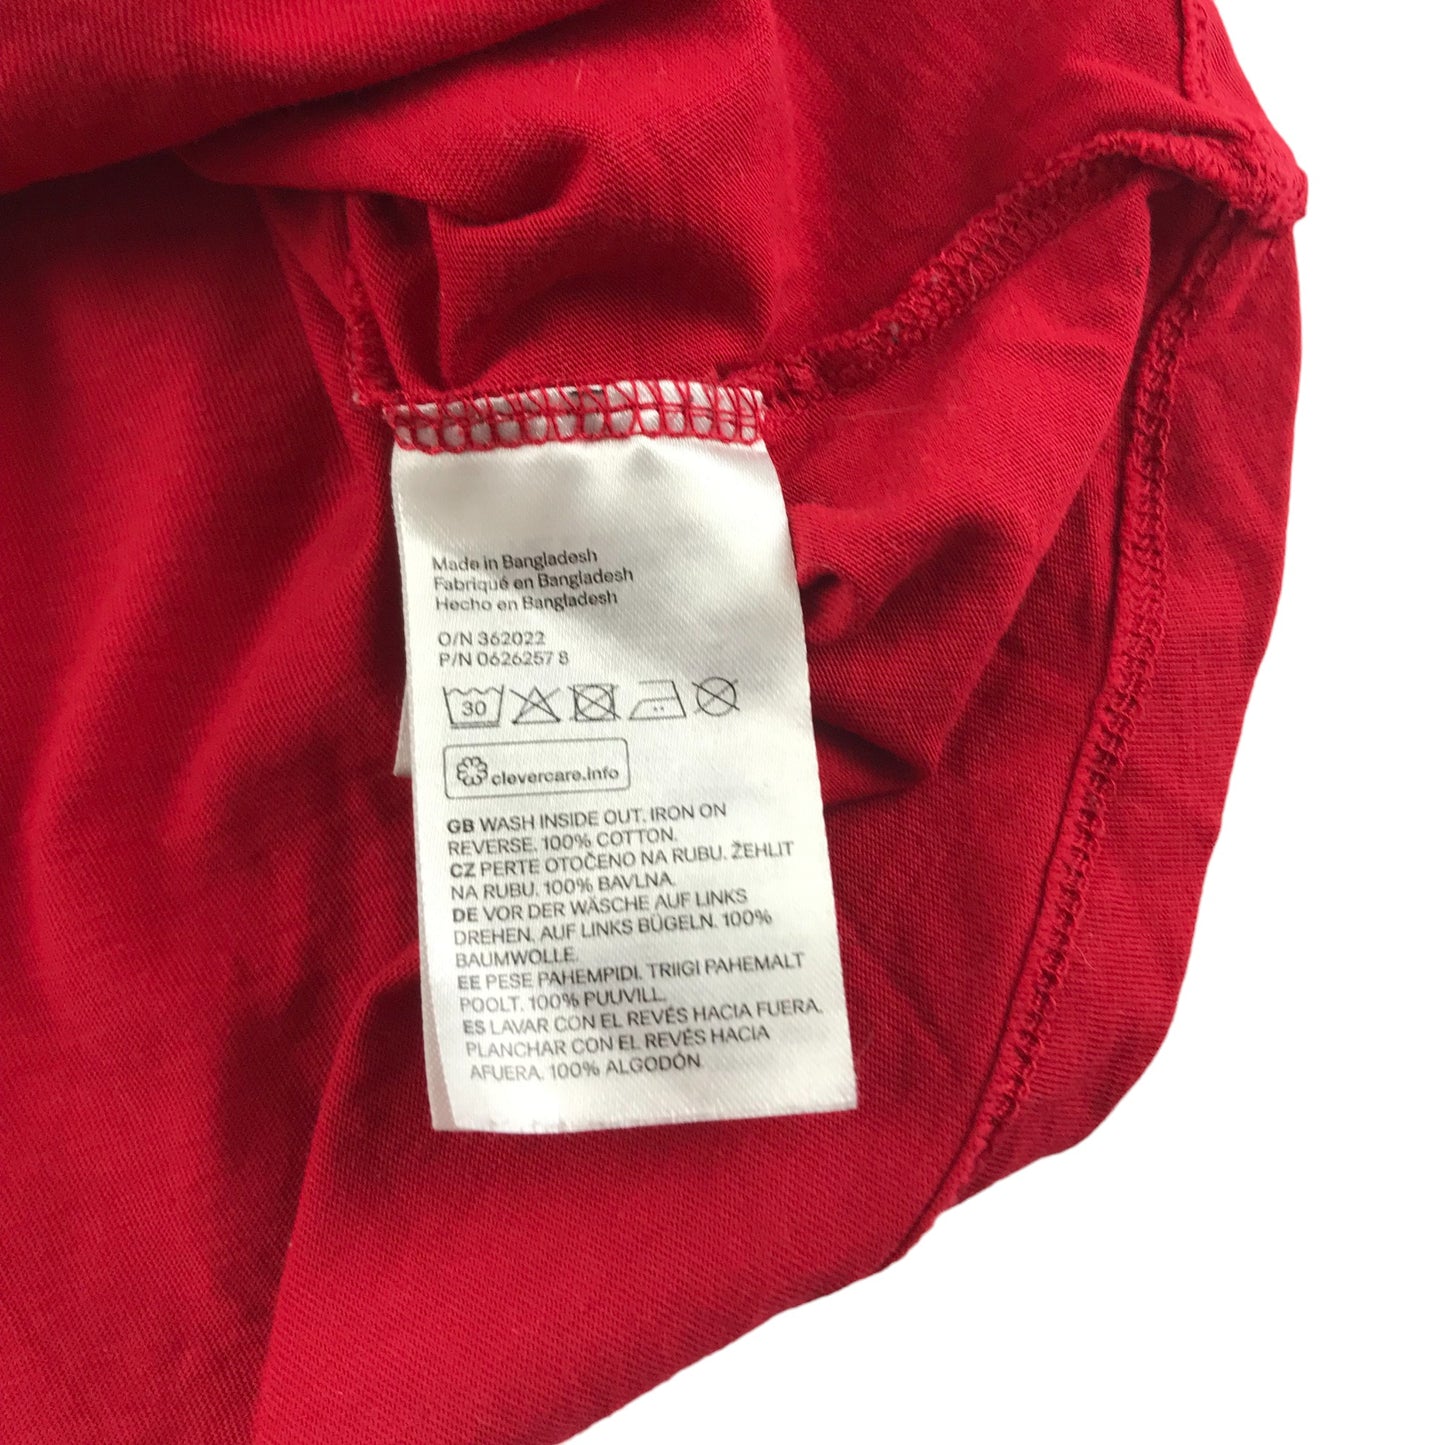 Made in Bangladesh
Fabriqué en Bangladesh
Hecho en Bangladesh
O/N 362022
P/N 0626257 8
30
clevercare.info
GB WASH INSIDE OUT. IRON ON
REVERSE. 100% COTTON.
CZ PERTE OTOČENO NA RUBU. ŽEHLIT
NA RUBU. 100% BAVLNA.
DE VOR DER WÄSCHE AUF LINKS
DREHEN. AUF LINKS BÜGELN. 100%
BAUMWOLLE.
EE PESE PAHEMPIDI. TRIIGI PAHEMALT
POOLT. 100% PUUVILL.
ES LAVAR CON EL REVÉS HACIA FUERA.
PLANCHAR CON EL REVÉS HACIA
AFUERA. 100% ALGODÓN